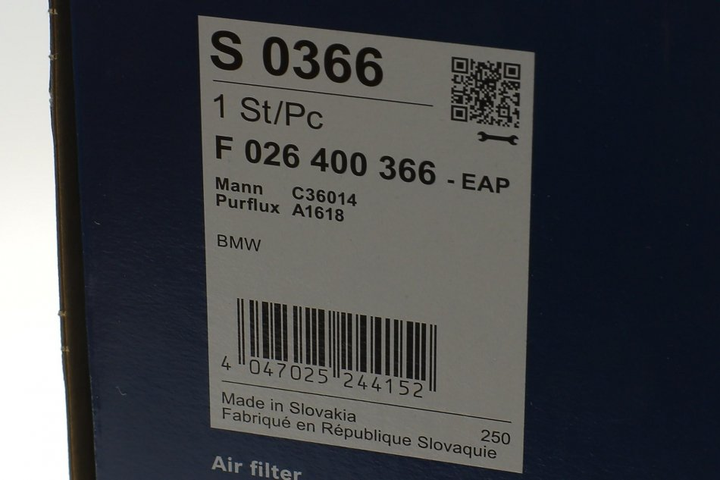 S 0366
1 St/Pc
F 026 400 366 - EAP
Mann C36014
Purflux A1618
BMW
4 047025 244152
Made in Slovakia
Fabriqué en République Slovaquie 250
Air filter